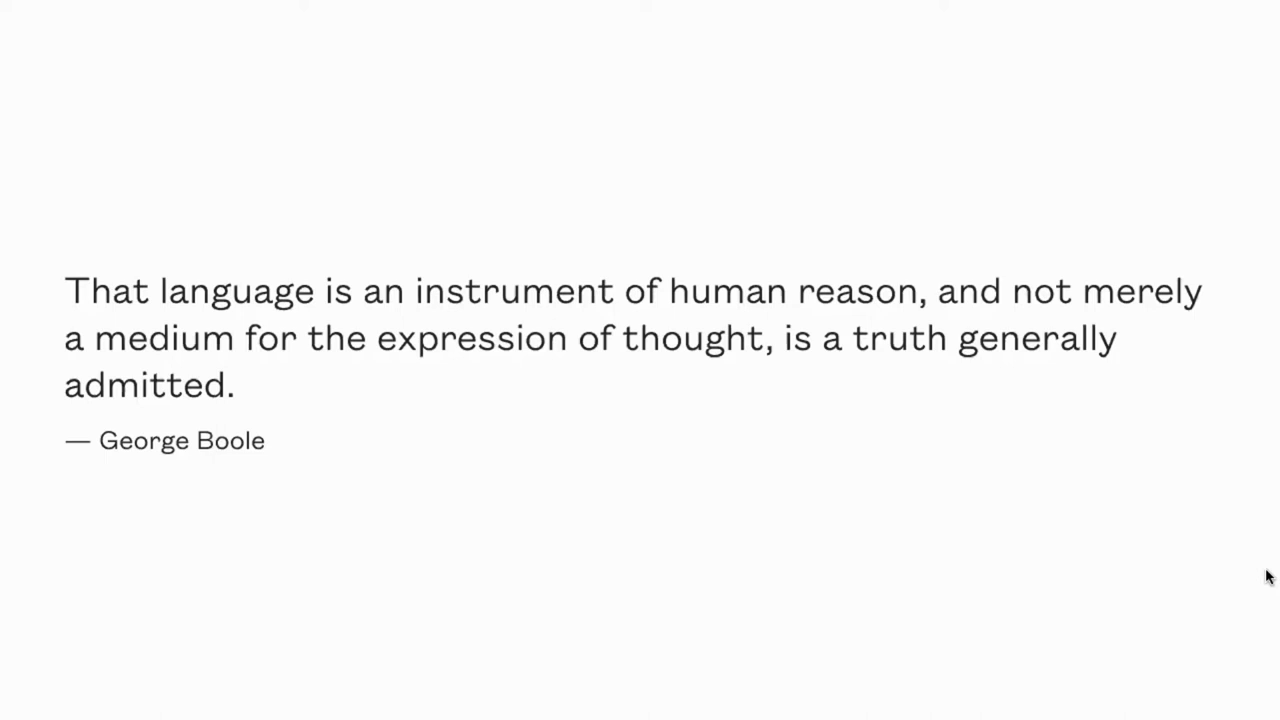 That language is an instrument of human reason, and not merely
a medium for the expression of thought, is a truth generally
admitted.
— George Boole